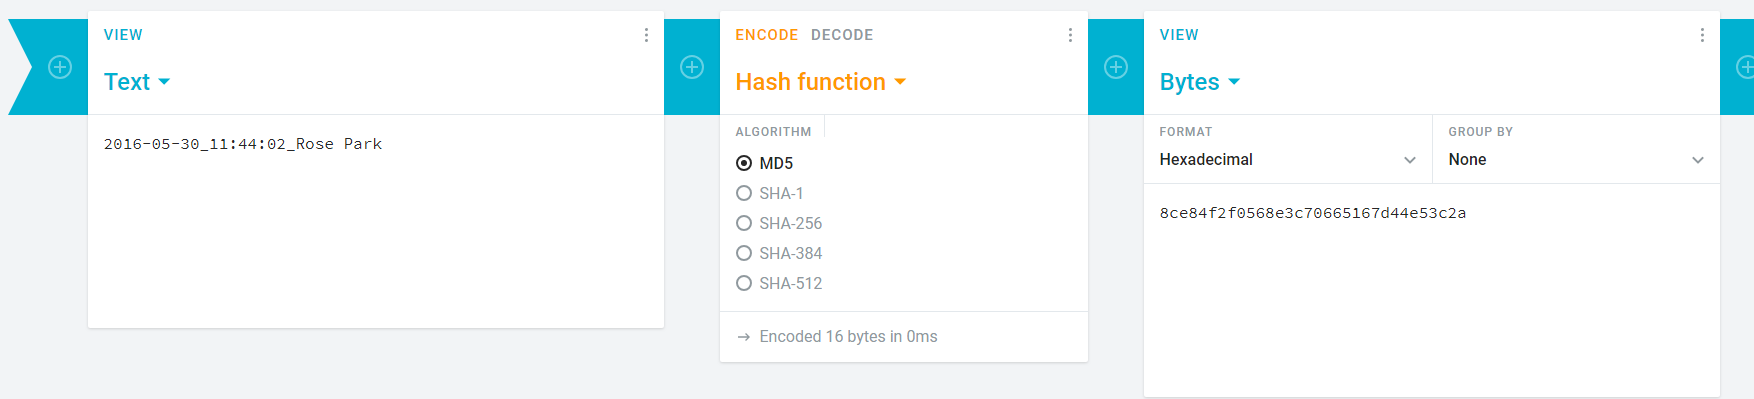 VIEW
Text
2016-05-30_11:44:02_Rose Park
ENCODE DECODE
Hash function
ALGORITHM
MD5
SHA-1
SHA-256
SHA-384
SHA-512
→ Encoded 16 bytes in 0ms
VIEW
Bytes
FORMAT
Hexadecimal
GROUP BY
None
8ce84f2f0568e3c70665167d44e53c2a